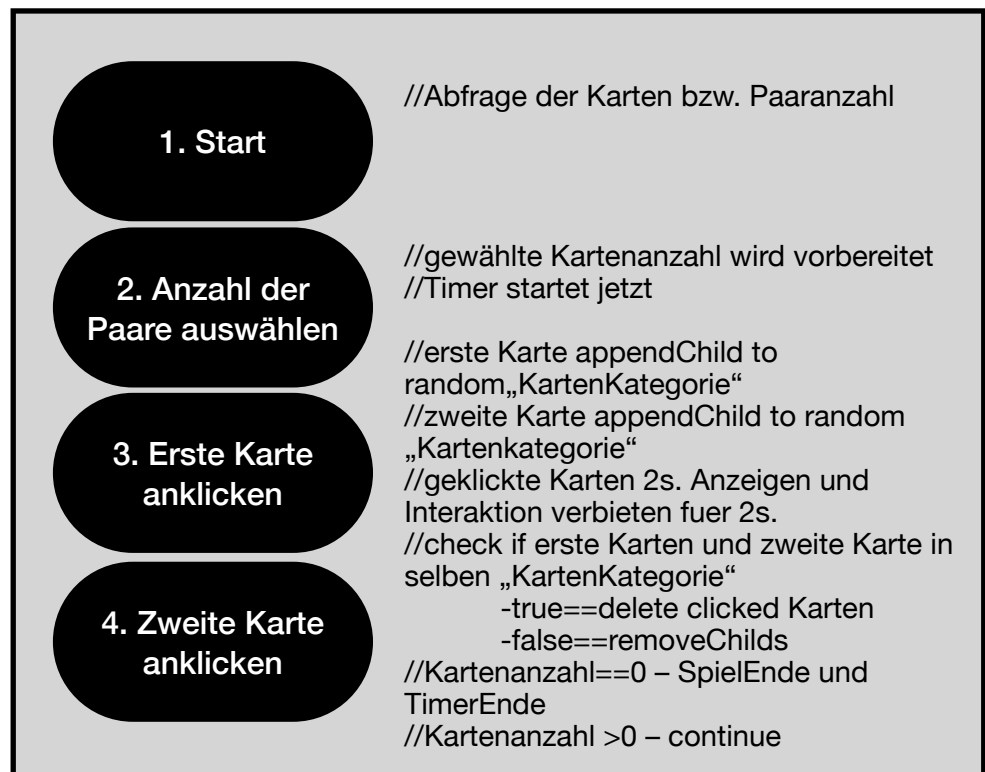 1. Start
//Abfrage der Karten bzw. Paaranzahl
2. Anzahl der
Paare auswählen
//gewählte Kartenanzahl wird vorbereitet
//Timer startet jetzt
3. Erste Karte
anklicken
4. Zweite Karte
anklicken
//erste Karte appendChild to
random„KartenKategorie“
//zweite Karte appendChild to random
„Kartenkategorie“
//geklickte Karten 2s. Anzeigen und
Interaktion verbieten fuer 2s.
//check if erste Karten und zweite Karte in
selben „KartenKategorie“
-true==delete clicked Karten
-false==removeChilds
//Kartenanzahl==0 – SpielEnde und
TimerEnde
//Kartenanzahl >0 – continue